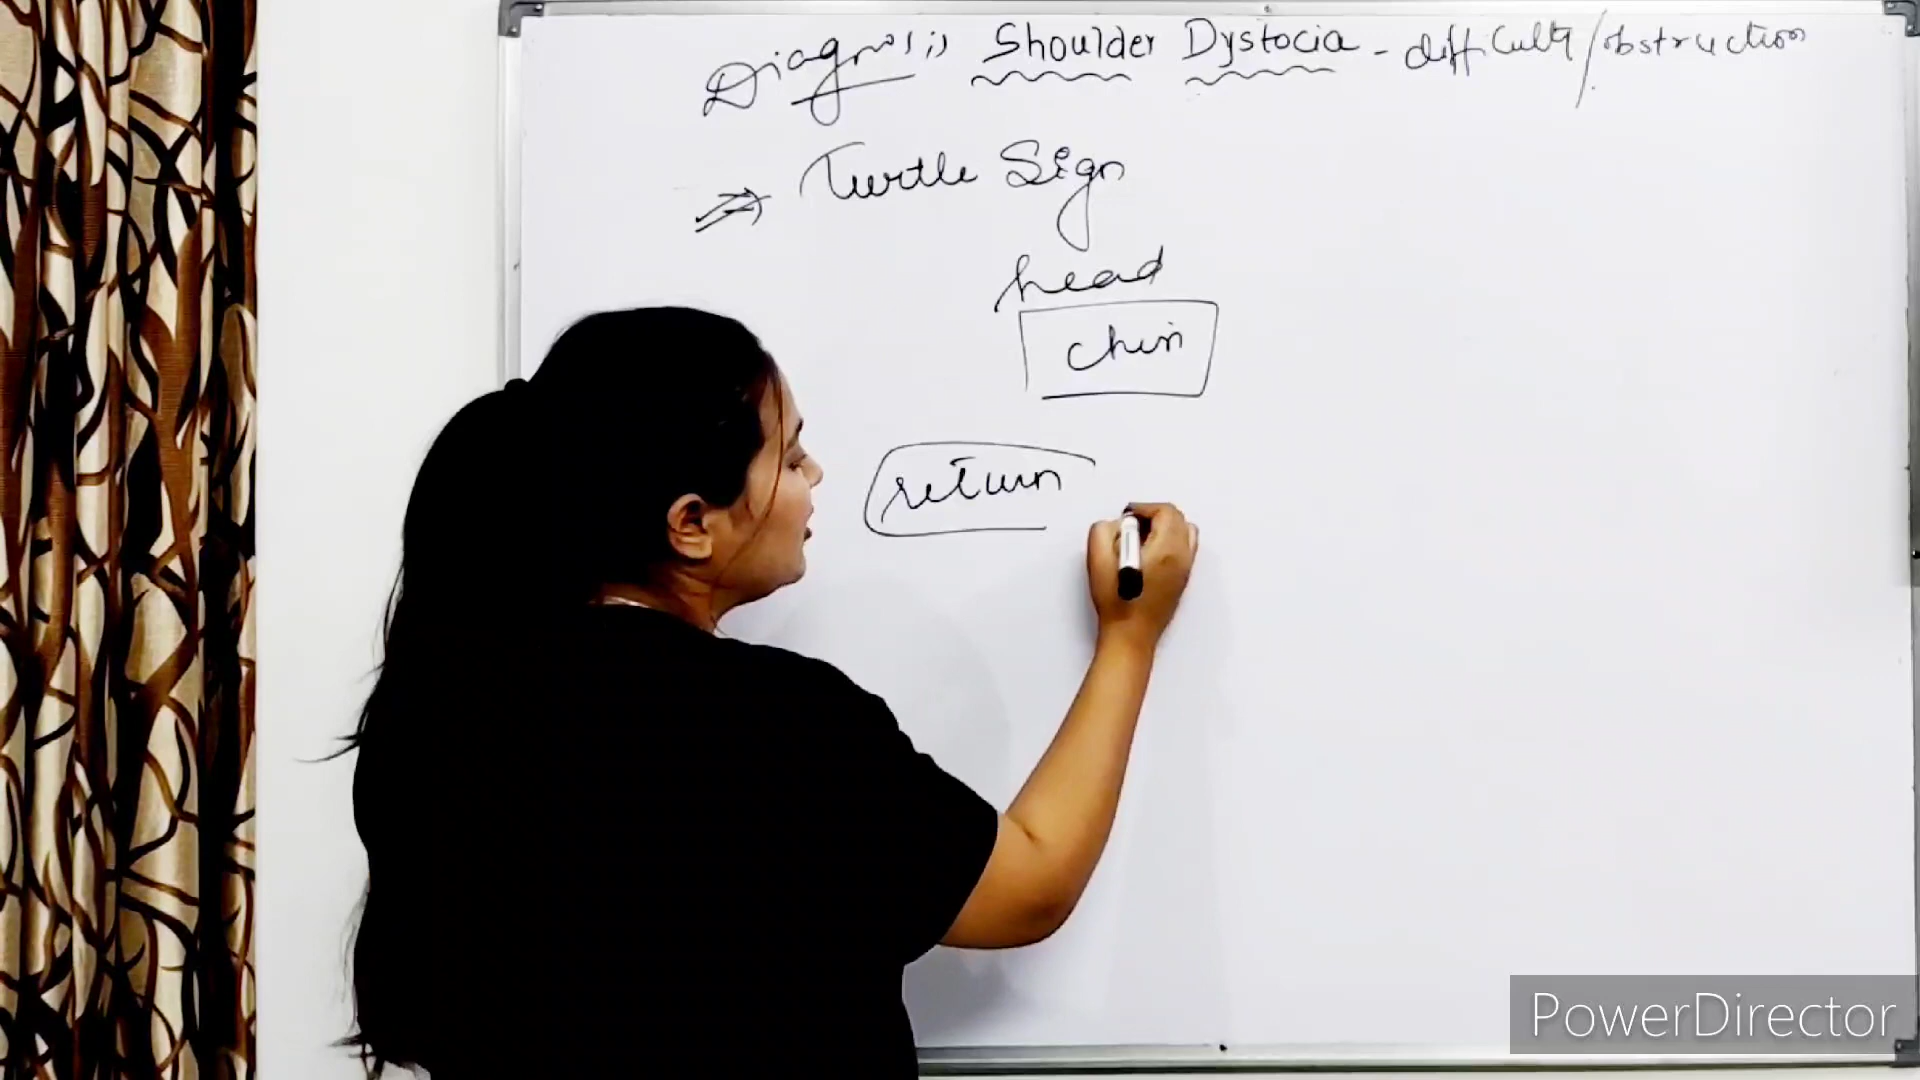 Diagnosis Shoulder Dystocia - difficulty/obstruction
Turtle Sign
head
chin
return
PowerDirector